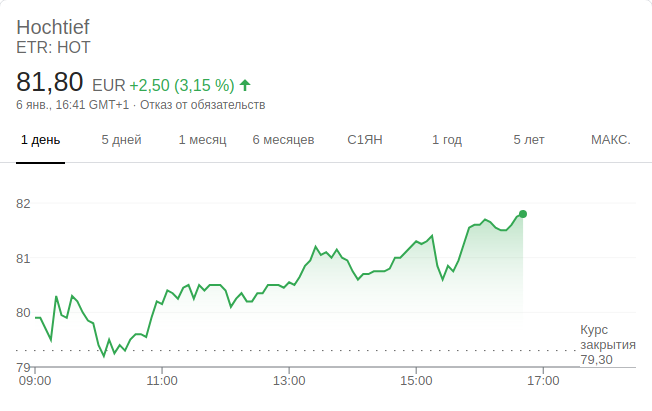 Hochtief
ETR: HOT
81,80 EUR +2,50 (3,15 %)
6 янв., 16:41 GMT+1 · Отказ от обязательств
1 день 5 дней 1 месяц 6 месяцев С1ЯН 1 год 5 лет МАКС.
82
81
80
Курс
закрытия
79,30
79
09:00 11:00 13:00 15:00 17:00